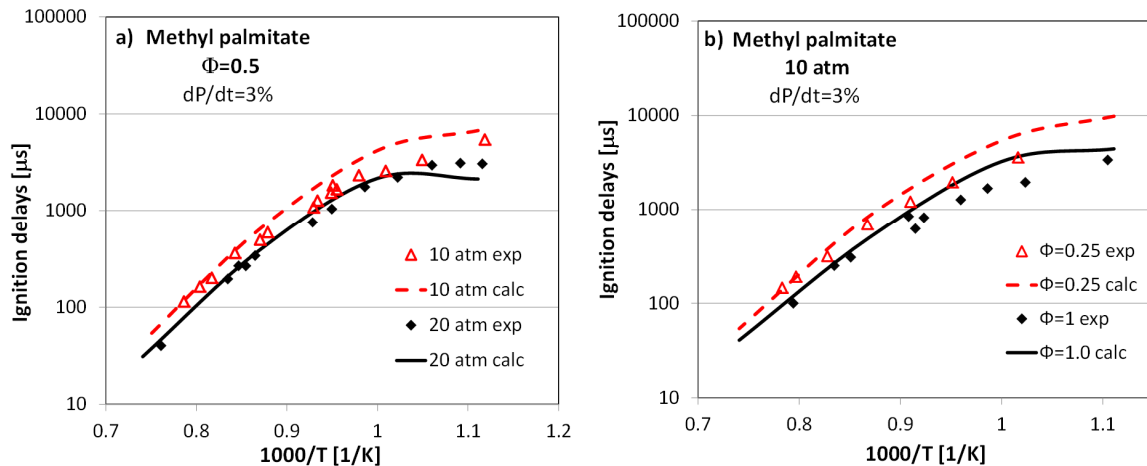 a) Methyl palmitate
Φ=0.5
dP/dt=3%
100000
10000
1000
100
10
Ignition delays [µs]
10 atm exp
10 atm calc
20 atm exp
20 atm calc
0.7 0.8 0.9 1 1.1 1.2
1000/T [1/K]
b) Methyl palmitate
10 atm
dP/dt=3%
100000
10000
1000
100
10
Ignition delays [µs]
Φ=0.25 exp
Φ=0.25 calc
Φ=1 exp
Φ=1.0 calc
0.7 0.8 0.9 1 1.1
1000/T [1/K]